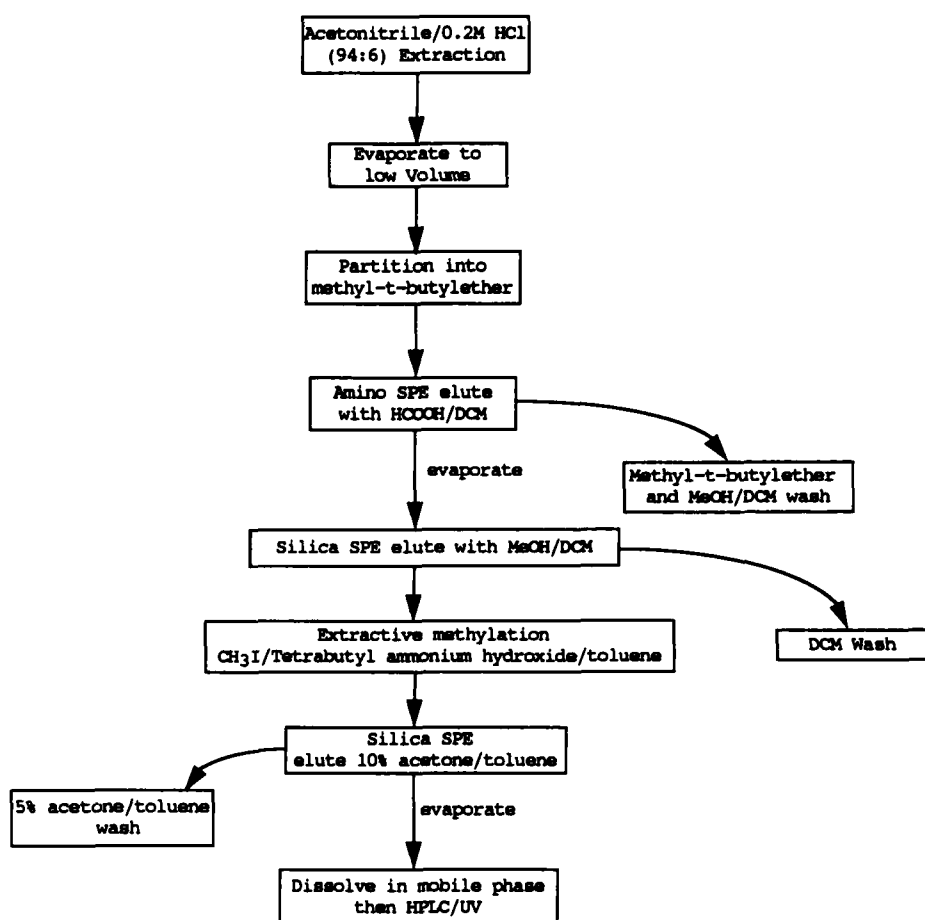 Acetonitrile/0.2M HCl
(94:6) Extraction
Evaporate to
low Volume
Partition into
methyl-t-butylether
Amino SPE elute
with HCOOH/DCM
evaporate
Methyl-t-butylether
and MeOH/DCM wash
Silica SPE elute with MeOH/DCM
DCM Wash
Extractive methylation
CH3I/Tetrabutyl ammonium hydroxide/toluene
Silica SPE
elute 10% acetone/toluene
5% acetone/toluene
wash
evaporate
Dissolve in mobile phase
then HPLC/UV